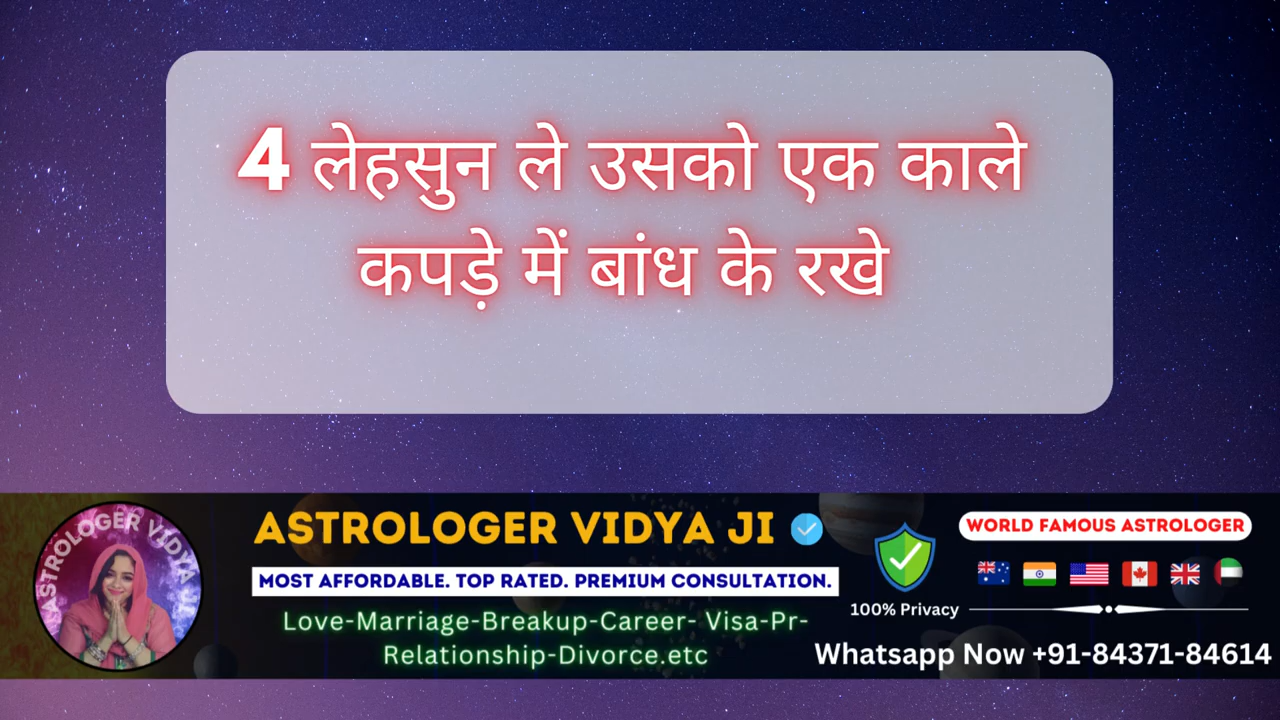 4 लेहसुन ले उसको एक काले
कपड़े में बांध के रखे
ASTROLOGER VIDYA JI
ASTROLOGER VIDYA JI
MOST AFFORDABLE. TOP RATED. PREMIUM CONSULTATION.
Love-Marriage-Breakup-Career- Visa-Pr-
Relationship-Divorce.etc
100% Privacy
WORLD FAMOUS ASTROLOGER
Whatsapp Now +91-84371-84614